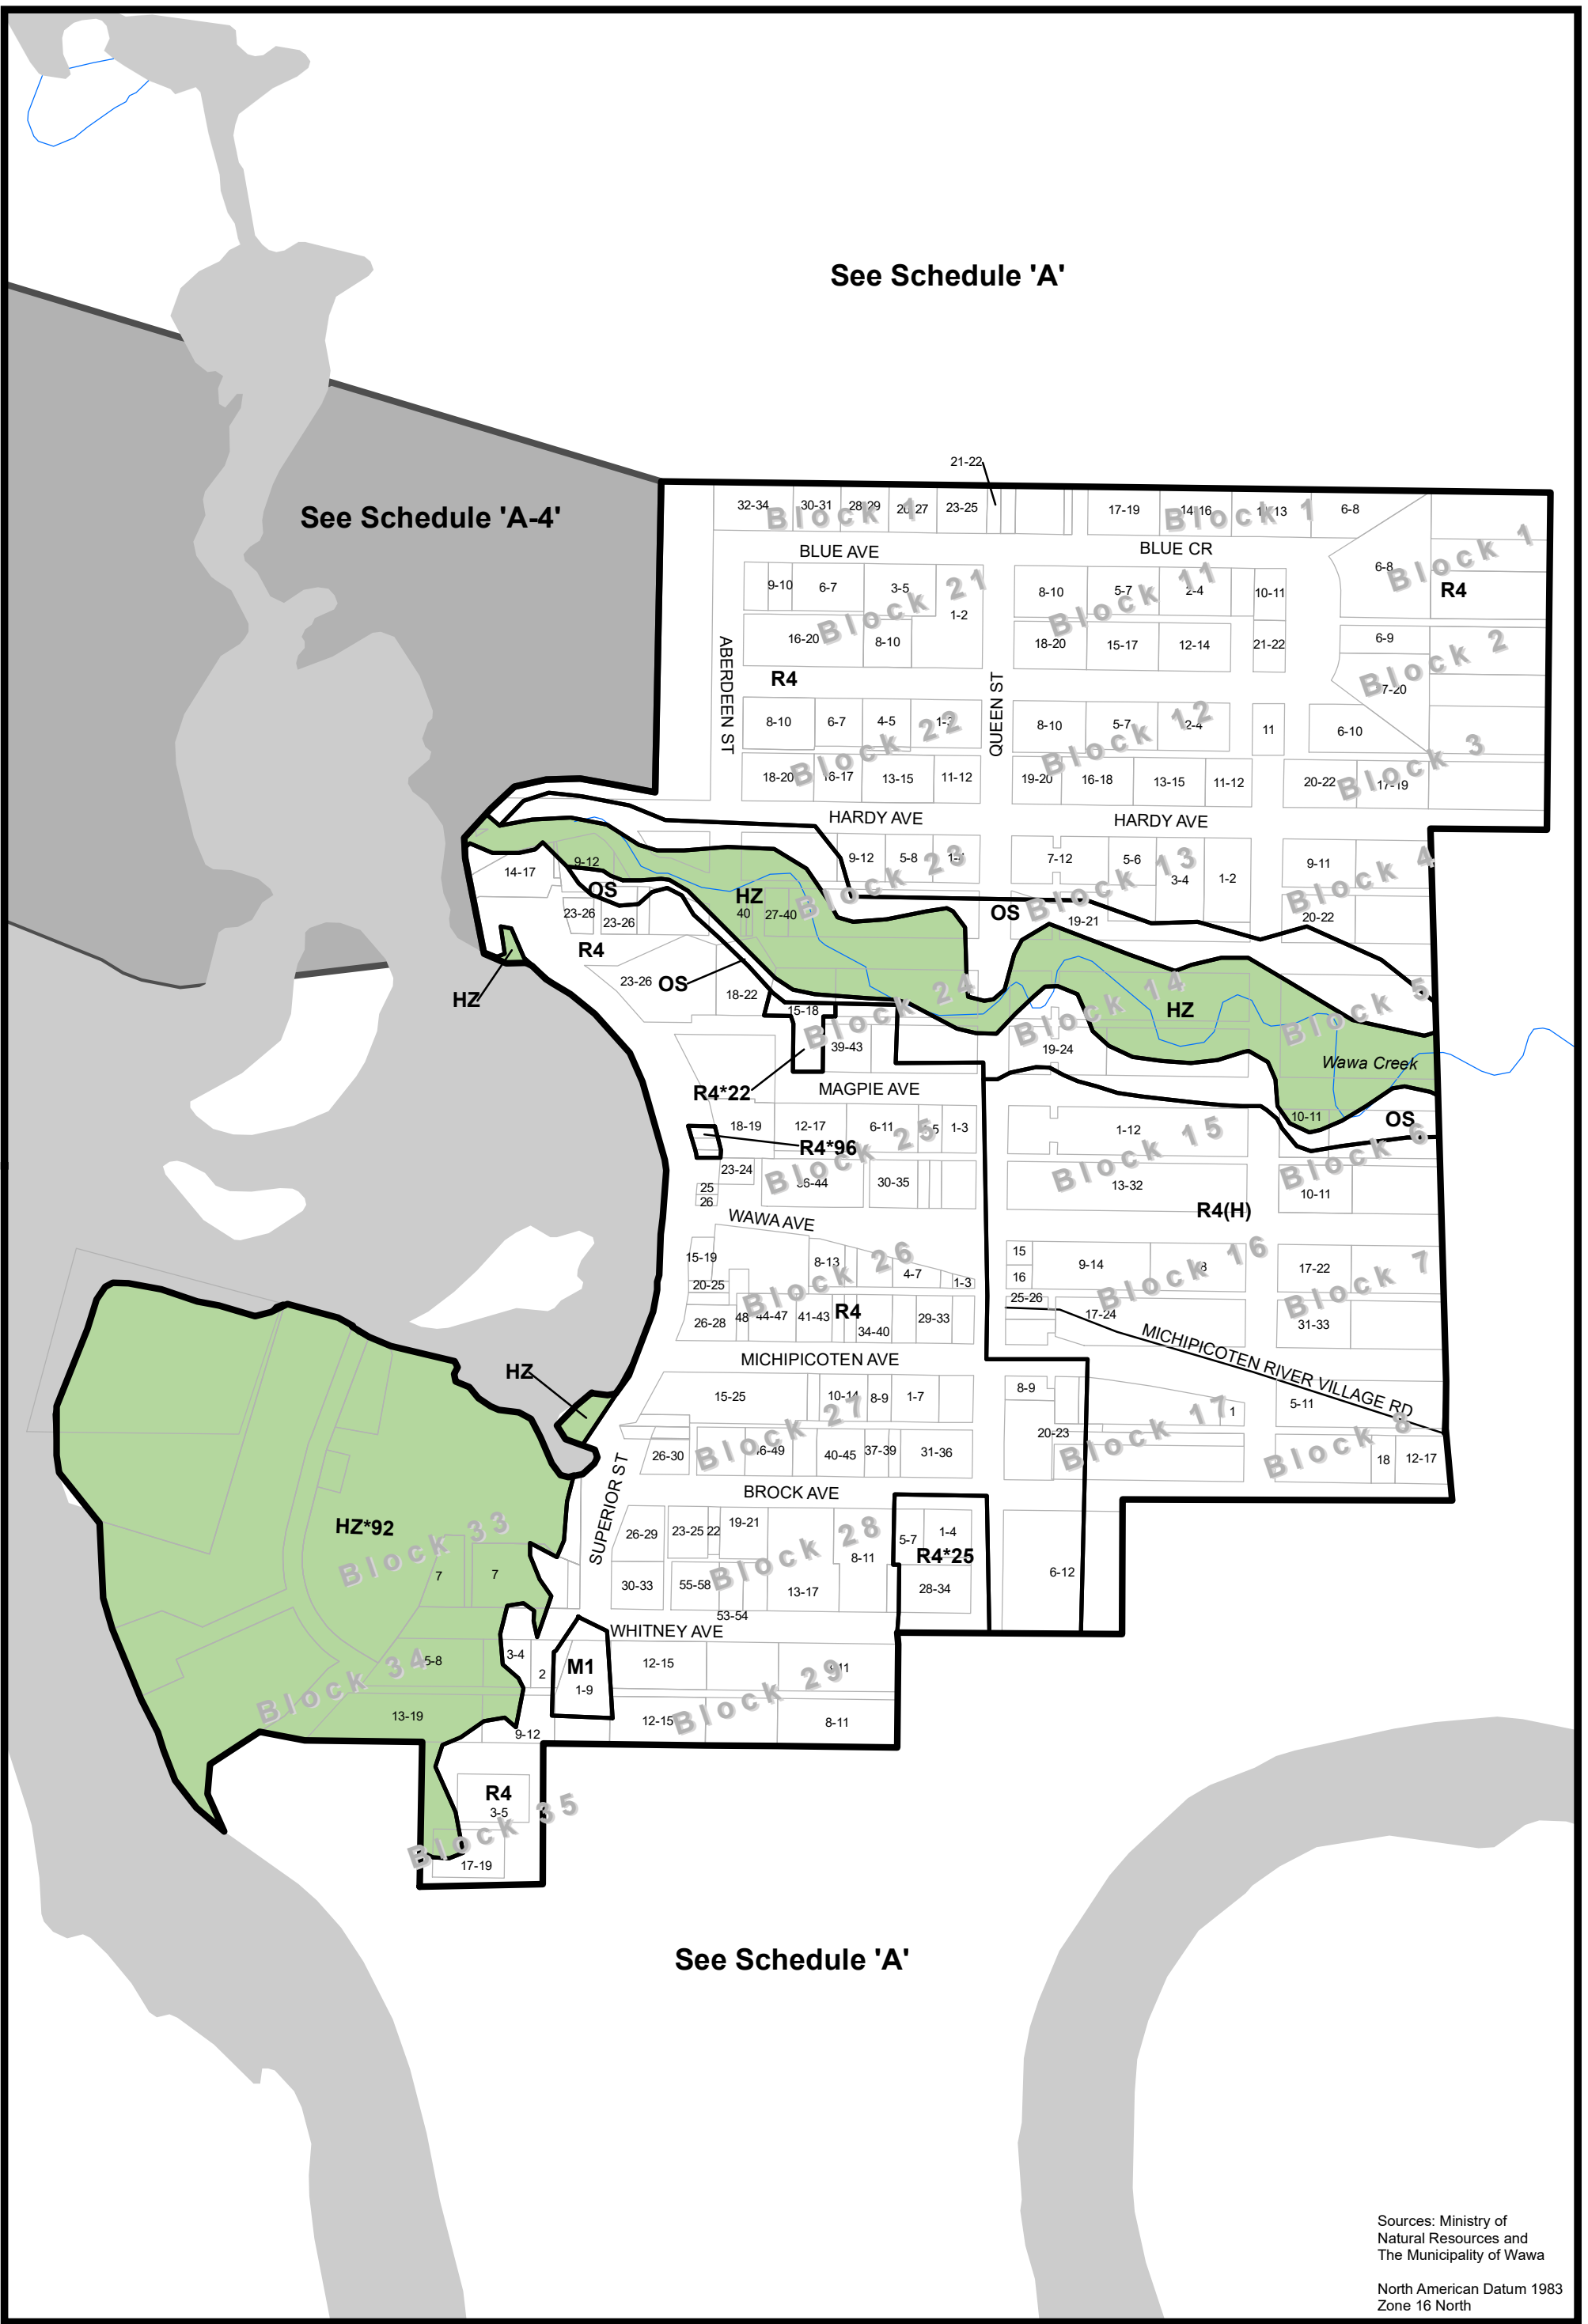 See Schedule 'A'
21-22
See Schedule 'A-4'
32-34
30-31
28-29
26-27
23-25
17-19
14-16
11-13
6-8
Block 1
Block 1
Block 1
BLUE AVE
BLUE CR
6-8
R4
9-10
6-7
3-5
1-2
Block 21
8-10
5-7
2-4
10-11
Block 11
16-20
8-10
18-20
15-17
12-14
21-22
6-9
Block 2
ABERDEEN ST
R4
QUEEN ST
8-10
6-7
4-5
Block 22
8-10
5-7
2-4
11
Block 12
6-10
Block 3
18-20
16-17
13-15
11-12
19-20
16-18
13-15
11-12
20-22
17-19
HARDY AVE
HARDY AVE
14-17
9-12
9-12
5-8
Block 23
7-12
5-6
3-4
1-2
Block 13
9-11
Block 4
OS
HZ
40
27-40
OS
19-21
20-22
23-26
23-26
R4
HZ
23-26
OS
18-22
15-18
Block 24
Block 14
HZ
Block 5
39-43
19-24
Wawa Creek
R4*22
MAGPIE AVE
10-11
OS
18-19
12-17
6-11
1-3
R4*96
Block 25
1-12
Block 15
Block 6
23-24
36-44
30-35
13-32
10-11
25
26
R4(H)
WAWA AVE
15-19
8-13
4-7
1-3
Block 26
15
16
9-14
Block 16
17-22
Block 7
20-25
26-28
48
44-47
41-43
R4
34-40
29-33
25-26
17-24
31-33
MICHIPICOTEN RIVER VILLAGE RD
MICHIPICOTEN AVE
HZ
15-25
10-14
8-9
1-7
Block 27
8-9
1
5-11
26-30
46-49
40-45
37-39
31-36
20-23
Block 17
Block 8
18
12-17
SUPERIOR ST
BROCK AVE
HZ*92
Block 33
26-29
23-25
22
19-21
Block 28
8-11
5-7
1-4
R4*25
7
7
30-33
55-58
13-17
28-34
6-12
53-54
WHITNEY AVE
Block 34
5-8
3-4
2
M1
1-9
12-15
Block 29
13-19
9-12
12-15
8-11
R4
3-5
Block 35
17-19
See Schedule 'A'
Sources: Ministry of
Natural Resources and
The Municipality of Wawa
North American Datum 1983
Zone 16 North